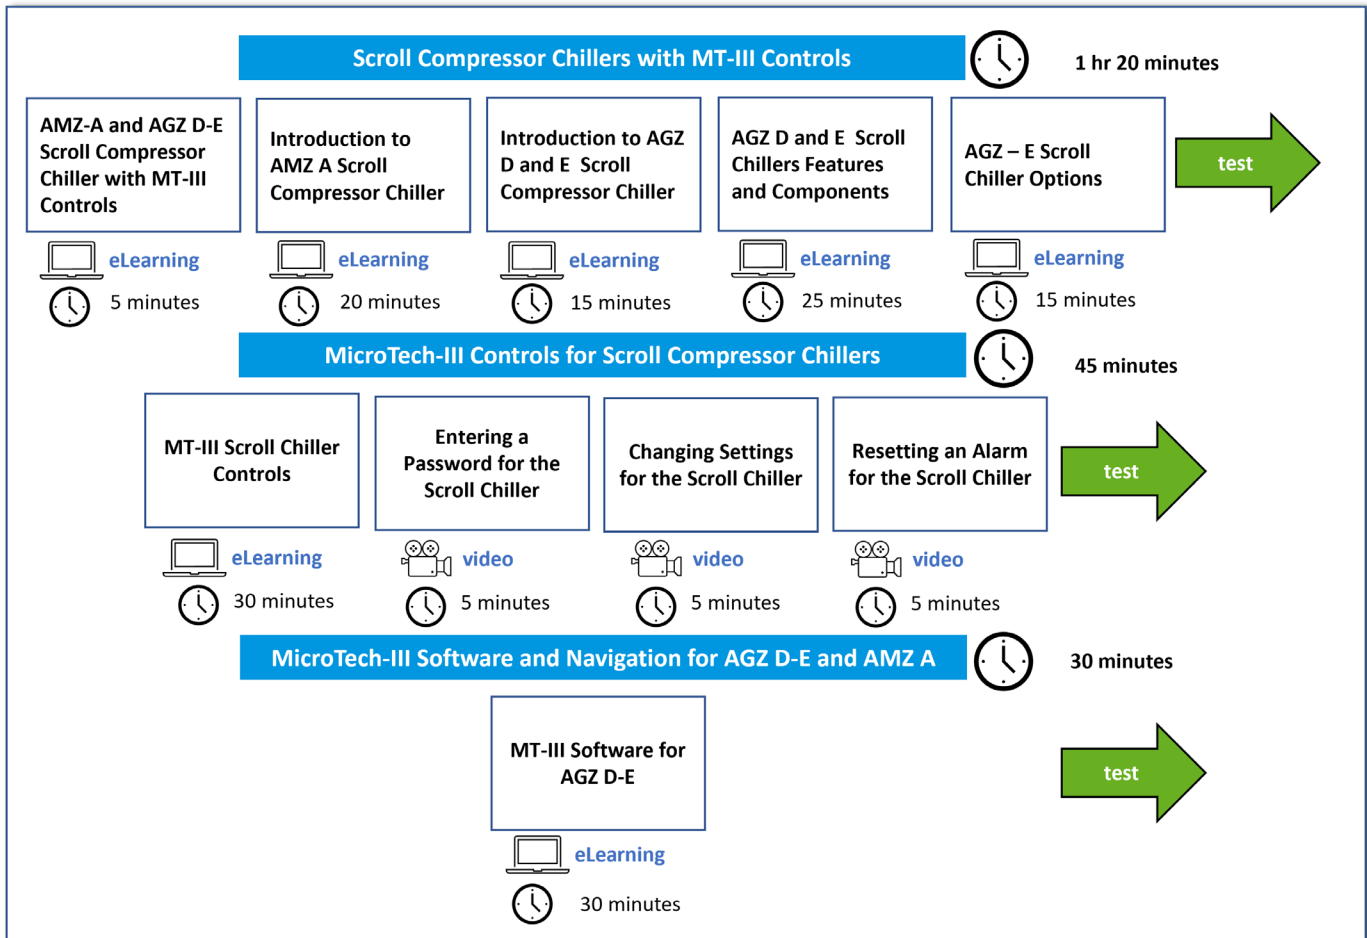 Scroll Compressor Chillers with MT-III Controls
1 hr 20 minutes
AMZ-A and AGZ D-E
Scroll Compressor
Chiller with MT-III
Controls
Introduction to
AMZ A Scroll
Compressor Chiller
Introduction to AGZ
D and E  Scroll
Compressor Chiller
AGZ D and E  Scroll
Chillers Features
and Components
AGZ – E Scroll
Chiller Options
test
eLearning
5 minutes
eLearning
20 minutes
eLearning
15 minutes
eLearning
25 minutes
eLearning
15 minutes
MicroTech-III Controls for Scroll Compressor Chillers
45 minutes
MT-III Scroll Chiller
Controls
Entering a
Password for the
Scroll Chiller
Changing Settings
for the Scroll Chiller
Resetting an Alarm
for the Scroll Chiller
test
eLearning
30 minutes
video
5 minutes
video
5 minutes
video
5 minutes
MicroTech-III Software and Navigation for AGZ D-E and AMZ A
30 minutes
MT-III Software for
AGZ D-E
test
eLearning
30 minutes